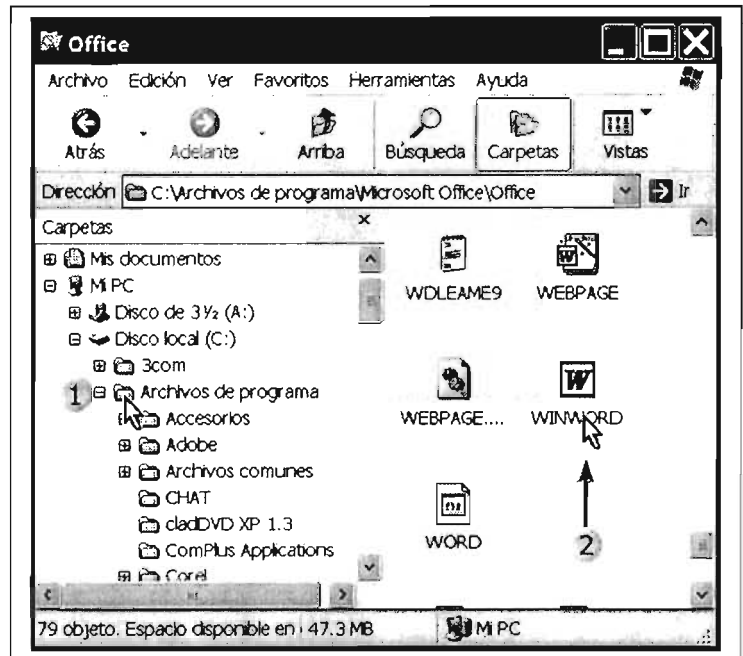 Office
Archivo Edición Ver Favoritos Herramientas Ayuda
Atrás Adelante Arriba Búsqueda Carpetas Vistas
Dirección C:\Archivos de programa\Microsoft Office\Office Ir
Carpetas
Mis documentos
Mi PC
Disco de 3½ (A:)
Disco local (C:)
3com
1 Archivos de programa
Accesorios
Adobe
Archivos comunes
CHAT
cladDVD XP 1.3
ComPlus Applications
Corel
WDLEAME9 WEBPAGE
WEBPAGE.... WINWORD
WORD 2
79 objeto. Espacio disponible en 47.3 MB Mi PC